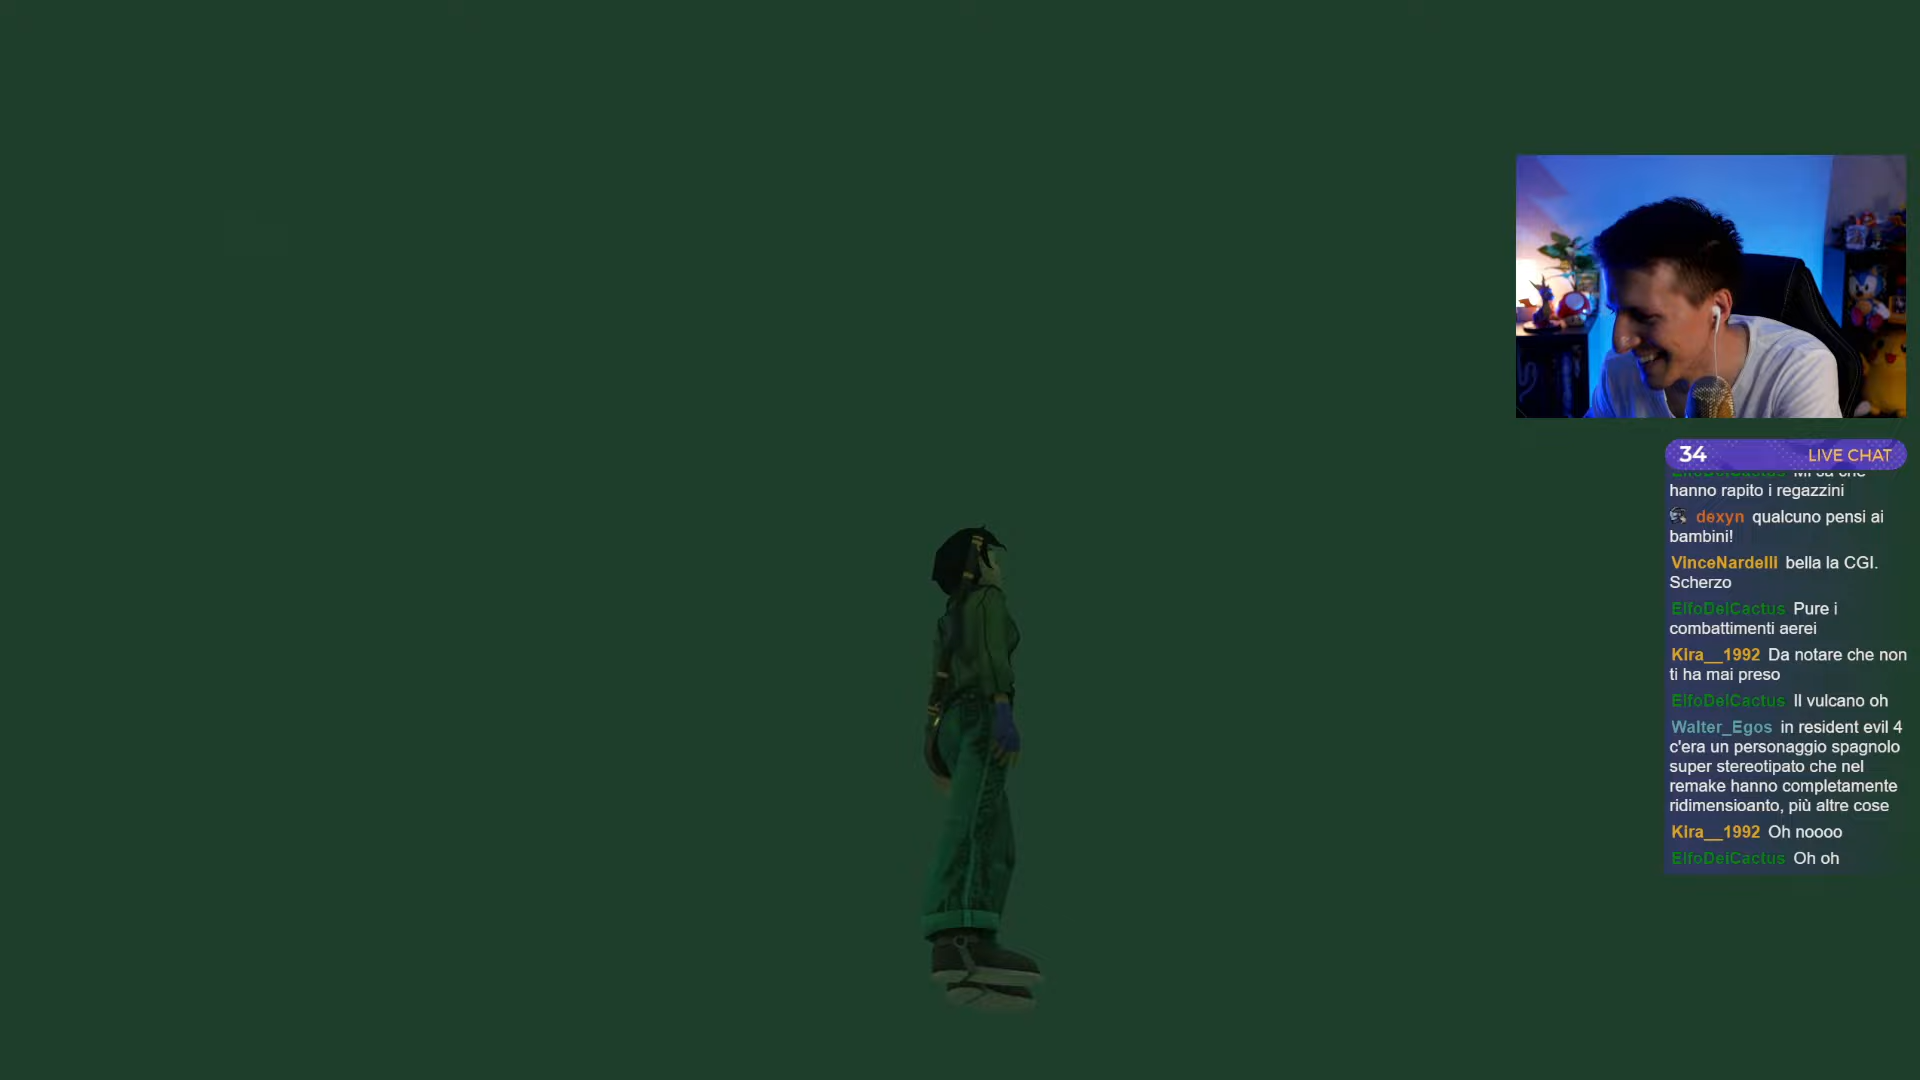 34 LIVE CHAT
hanno rapito i regazzini
dexyn qualcuno pensi ai
bambini!
VinceNardelli bella la CGI.
Scherzo
ElfoDelCactus Pure i
combattimenti aerei
Kira__1992 Da notare che non
ti ha mai preso
ElfoDelCactus Il vulcano oh
Walter_Egos in resident evil 4
c'era un personaggio spagnolo
super stereotipato che nel
remake hanno completamente
ridimensioanto, più altre cose
Kira__1992 Oh noooo
ElfoDelCactus Oh oh